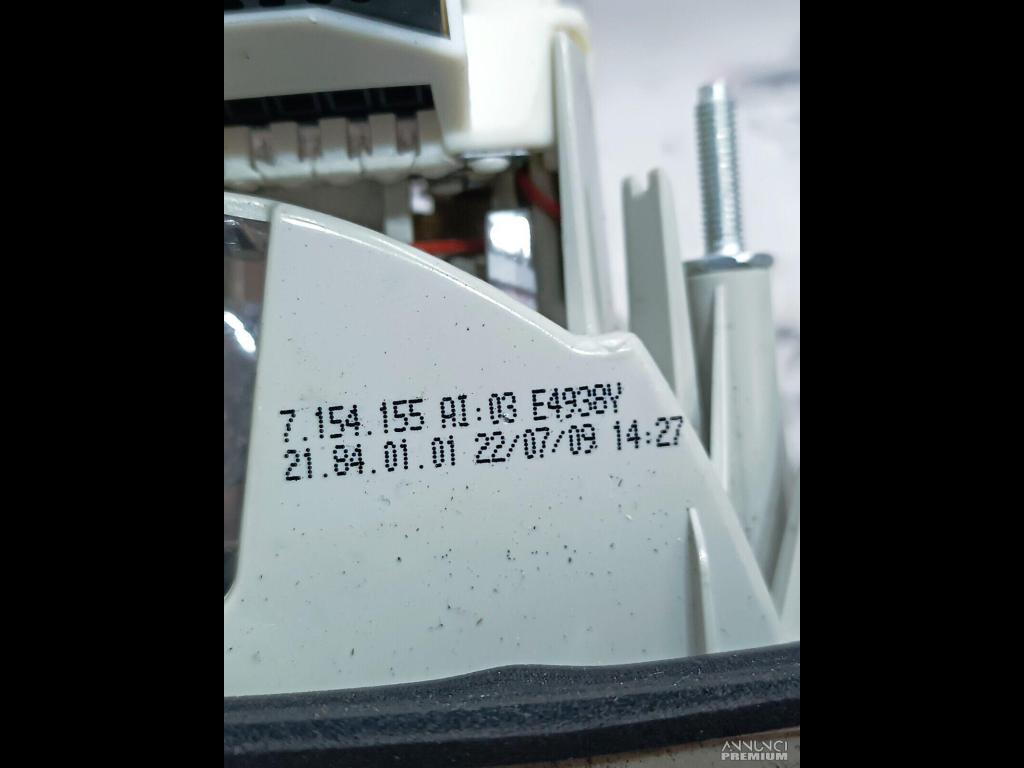 7.154.155 AI:03 E4938Y
21.84.01.01 22/07/09 14:27
ANNUNCI
PREMIUM